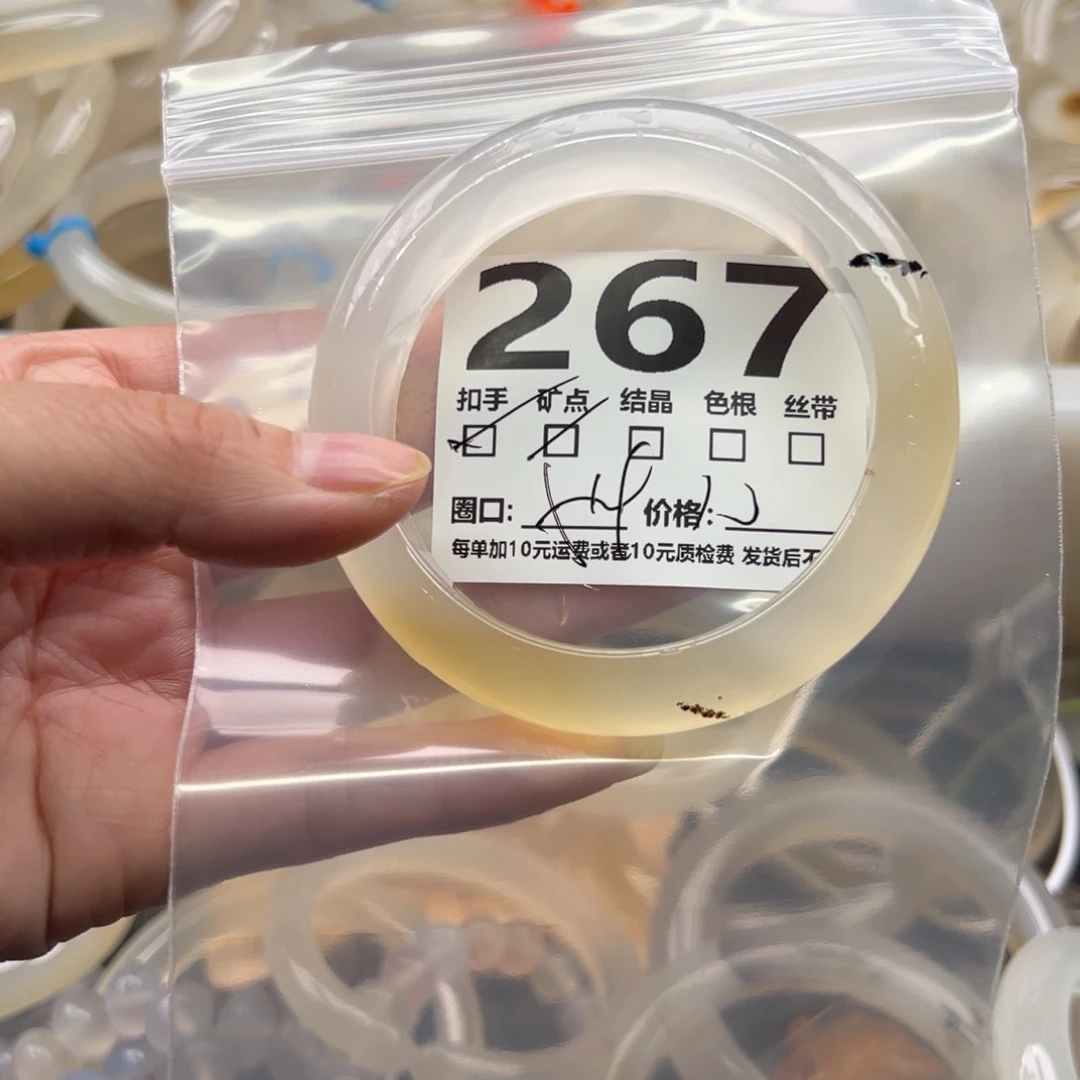 267
扣手 矿点 结晶 色根 丝带
圈口: 价格:
每单加10元运费或者10元质检费 发货后不